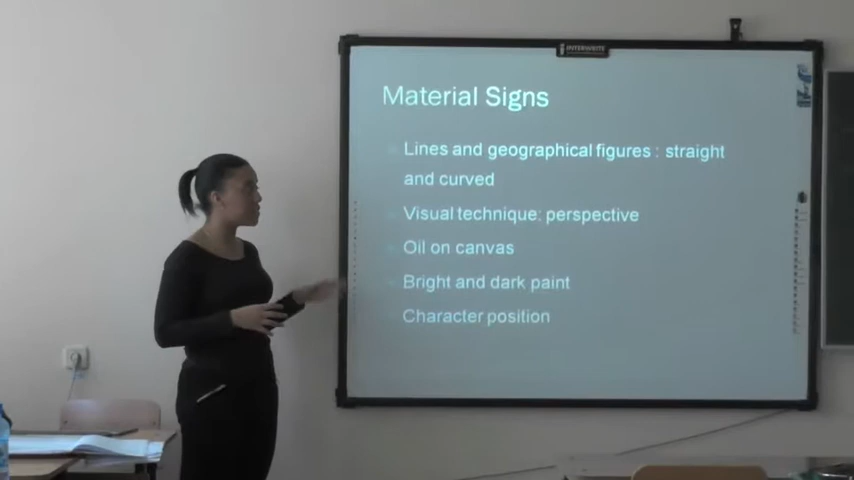 INTERWRITE
Material Signs
Lines and geographical figures : straight
and curved
Visual technique: perspective
Oil on canvas
Bright and dark paint
Character position